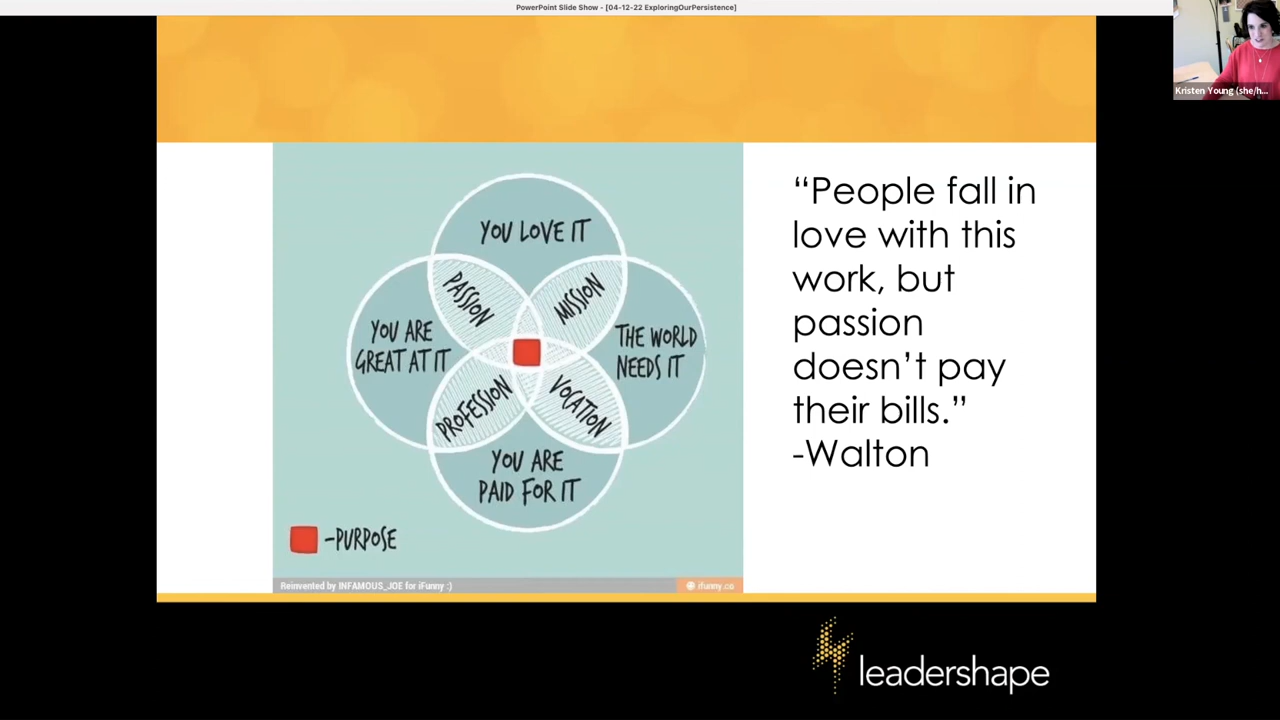 PowerPoint Slide Show - [04-12-22 ExploringOurPersistence]
Kristen Young (she/h...
YOU LOVE IT
PASSION
MISSION
YOU ARE
GREAT AT IT
THE WORLD
NEEDS IT
PROFESSION
VOCATION
YOU ARE
PAID FOR IT
-PURPOSE
Reinvented by INFAMOUS_JOE for iFunny :)
ifunny.co
“People fall in
love with this
work, but
passion
doesn’t pay
their bills.”
-Walton
leadershape